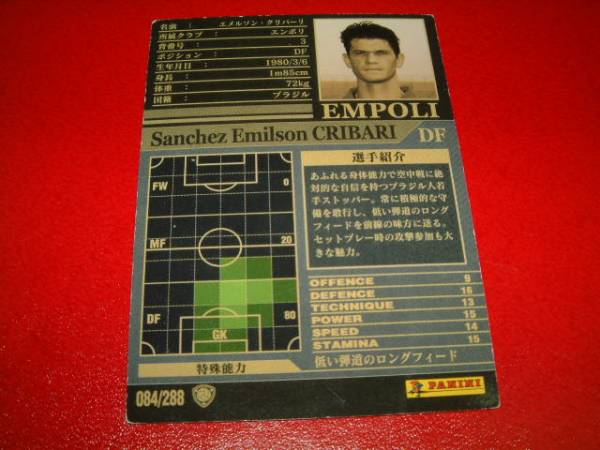 名前 : エメルソン・クリバーリ
所属クラブ : エンポリ
背番号 : 3
ポジション : DF
生年月日 : 1980/3/6
身長 : 1m85cm
体重 : 72kg
国籍 : ブラジル
EMPOLI
Sanchez Emilson CRIBARI DF
選手紹介
あふれる身体能力で空中戦に絶
対的な自信を持つブラジル人若
手ストッパー。常に積極的な守
備を敢行し、低い弾道のロング
フィードを前線の味方に送る。
セットプレー時の攻撃参加も大
きな魅力。
FW 0
MF 20
DF 80
GK
OFFENCE 9
DEFENCE 16
TECHNIQUE 13
POWER 15
SPEED 14
STAMINA 15
特殊能力 低い弾道のロングフィード
084/288
PANINI